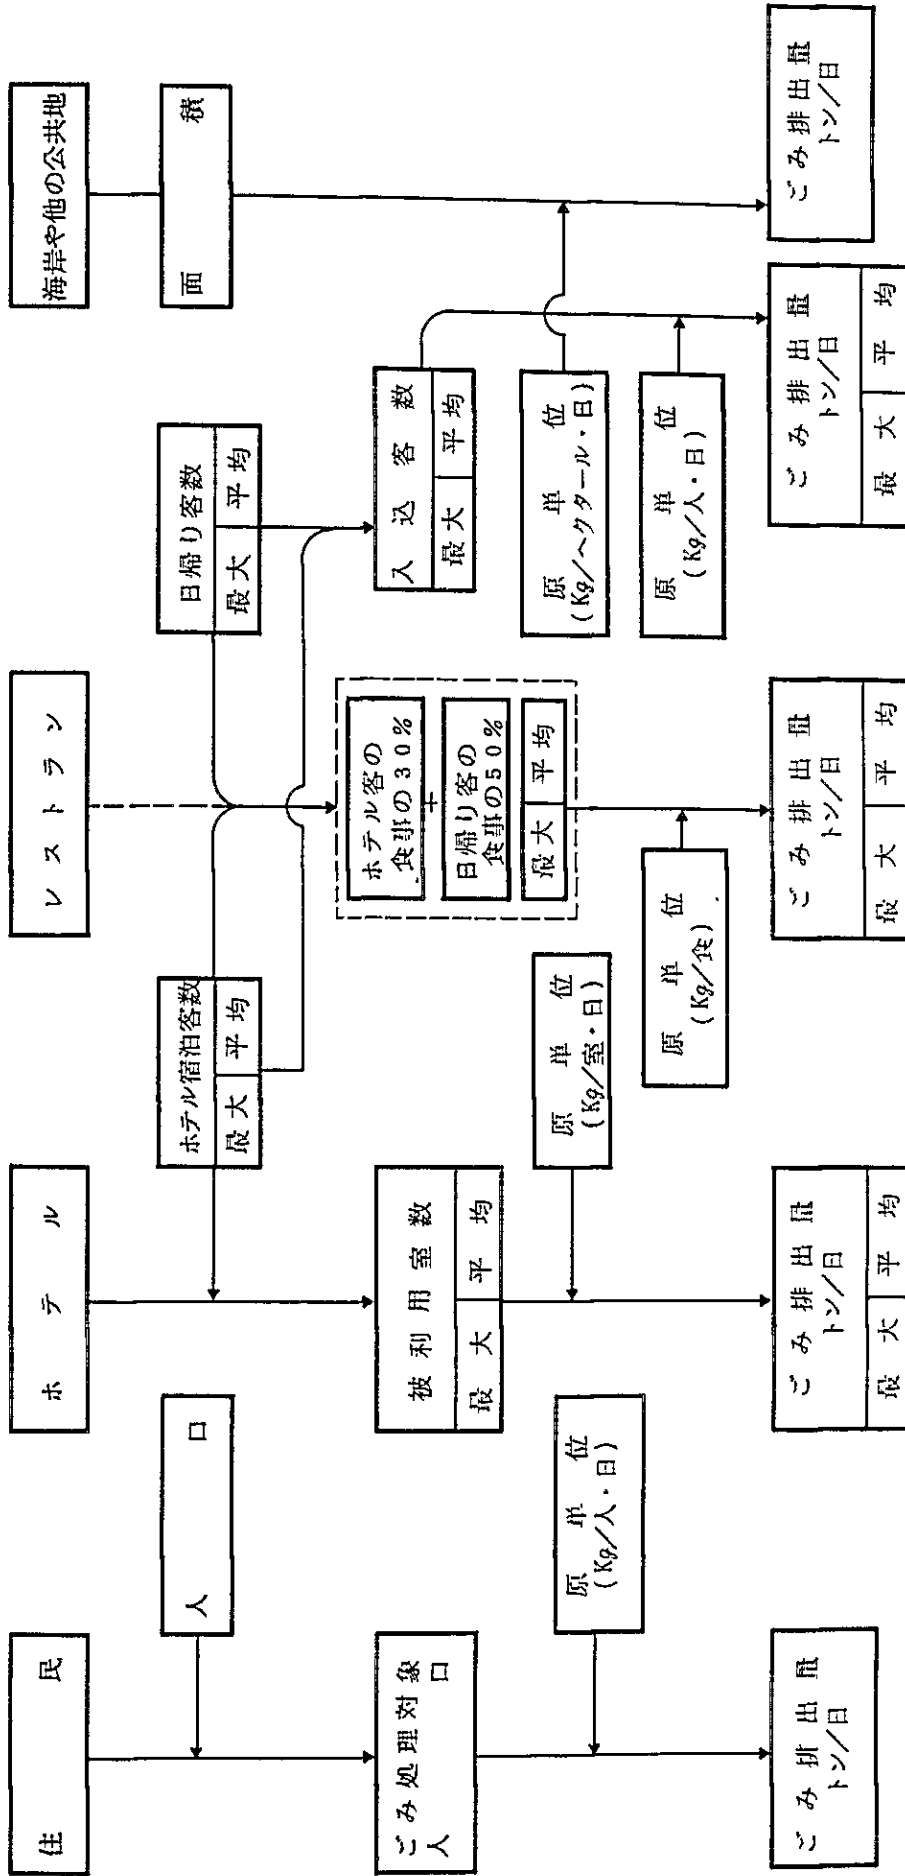 住民
ホテル
レストラン
海岸や他の公共地
人口
ホテル宿泊客数
最大 平均
日帰り客数
最大 平均
面積
ごみ処理対象
人口
被利用室数
最大 平均
ホテル客の
食事の30%
+
日帰り客の
食事の50%
最大 平均
入込客数
最大 平均
原単位
(Kg/人・日)
原単位
(Kg/室・日)
原単位
(Kg/食)
原単位
(Kg/ヘクタール・日)
原単位
(Kg/人・日)
ごみ排出量
トン/日
ごみ排出量
トン/日
最大 平均
ごみ排出量
トン/日
最大 平均
ごみ排出量
トン/日
最大 平均
ごみ排出量
トン/日